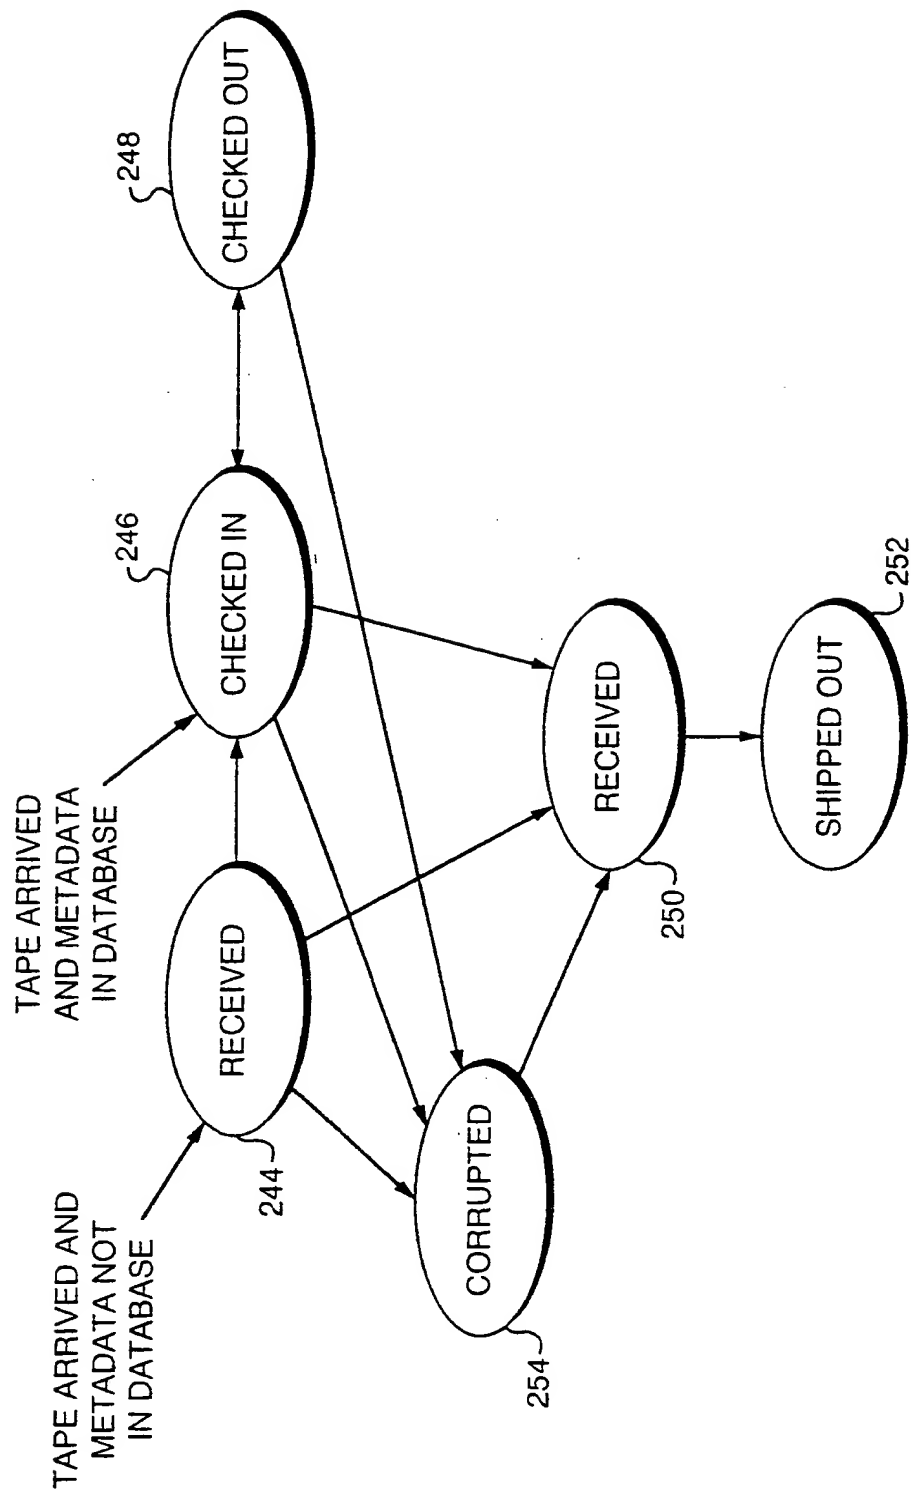 TAPE ARRIVED AND
METADATA NOT
IN DATABASE
TAPE ARRIVED
AND METADATA
IN DATABASE
244
RECEIVED
246
CHECKED IN
248
CHECKED OUT
254
CORRUPTED
250
RECEIVED
252
SHIPPED OUT